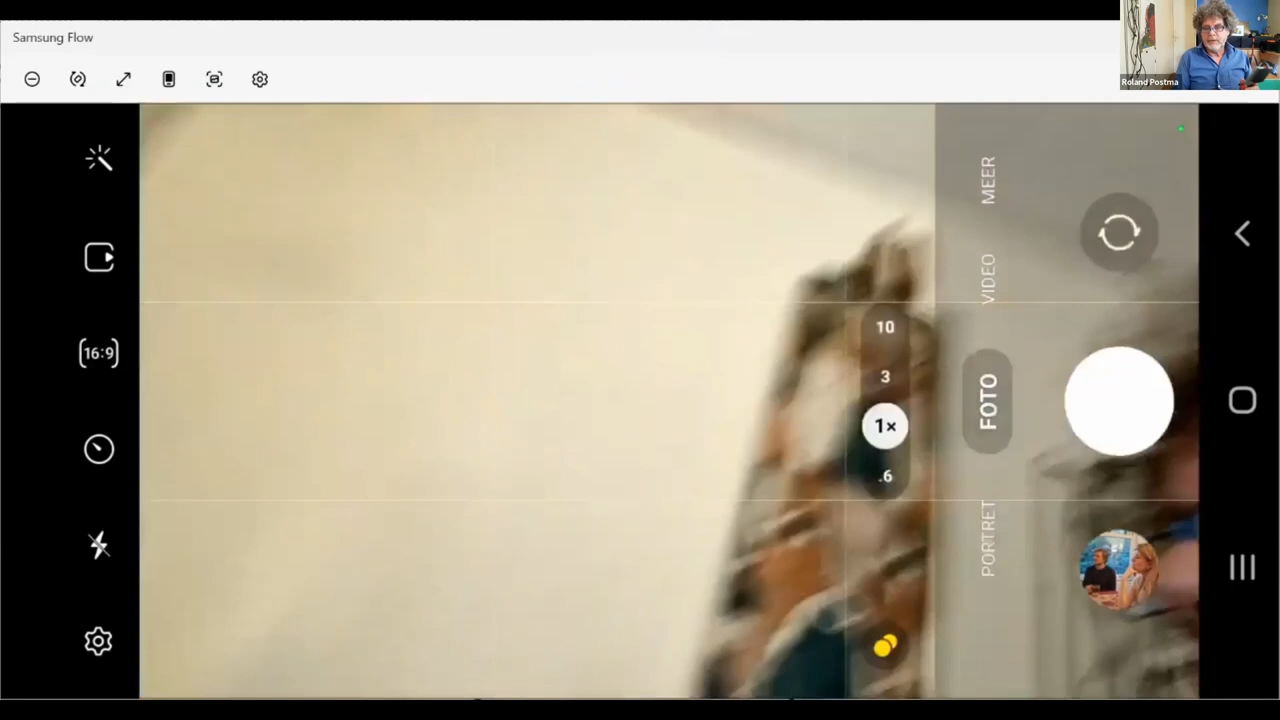 Samsung Flow
Roland Postma
16:9
10
3
1×
.6
MEER
VIDEO
FOTO
PORTRET